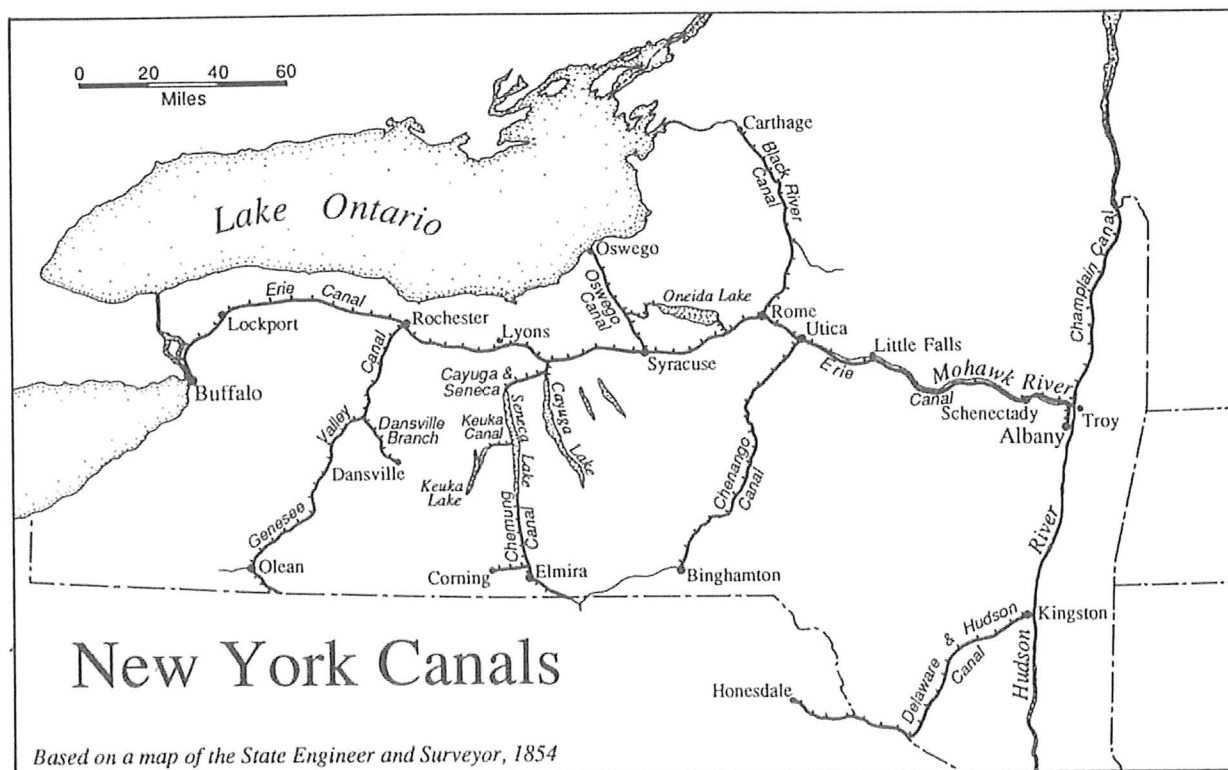 0 20 40 60
Miles
Carthage
Black River
Canal
Lake Ontario
Oswego
Oswego
Canal
Oneida Lake
Champlain Canal
Erie Canal
Lockport
Rochester
Lyons
Rome
Utica
Syracuse
Little Falls
Erie
Canal
Mohawk River
Schenectady
Troy
Albany
Buffalo
Cayuga &
Seneca
Cayuga
Lake
Seneca
Lake
Keuka
Canal
Keuka
Lake
Genesee Valley Canal
Dansville
Branch
Dansville
Chenango
Canal
Chemung
Canal
Olean
Corning
Elmira
Binghamton
River
Hudson
Kingston
Delaware & Hudson
Canal
Honesdale
New York Canals
Based on a map of the State Engineer and Surveyor, 1854